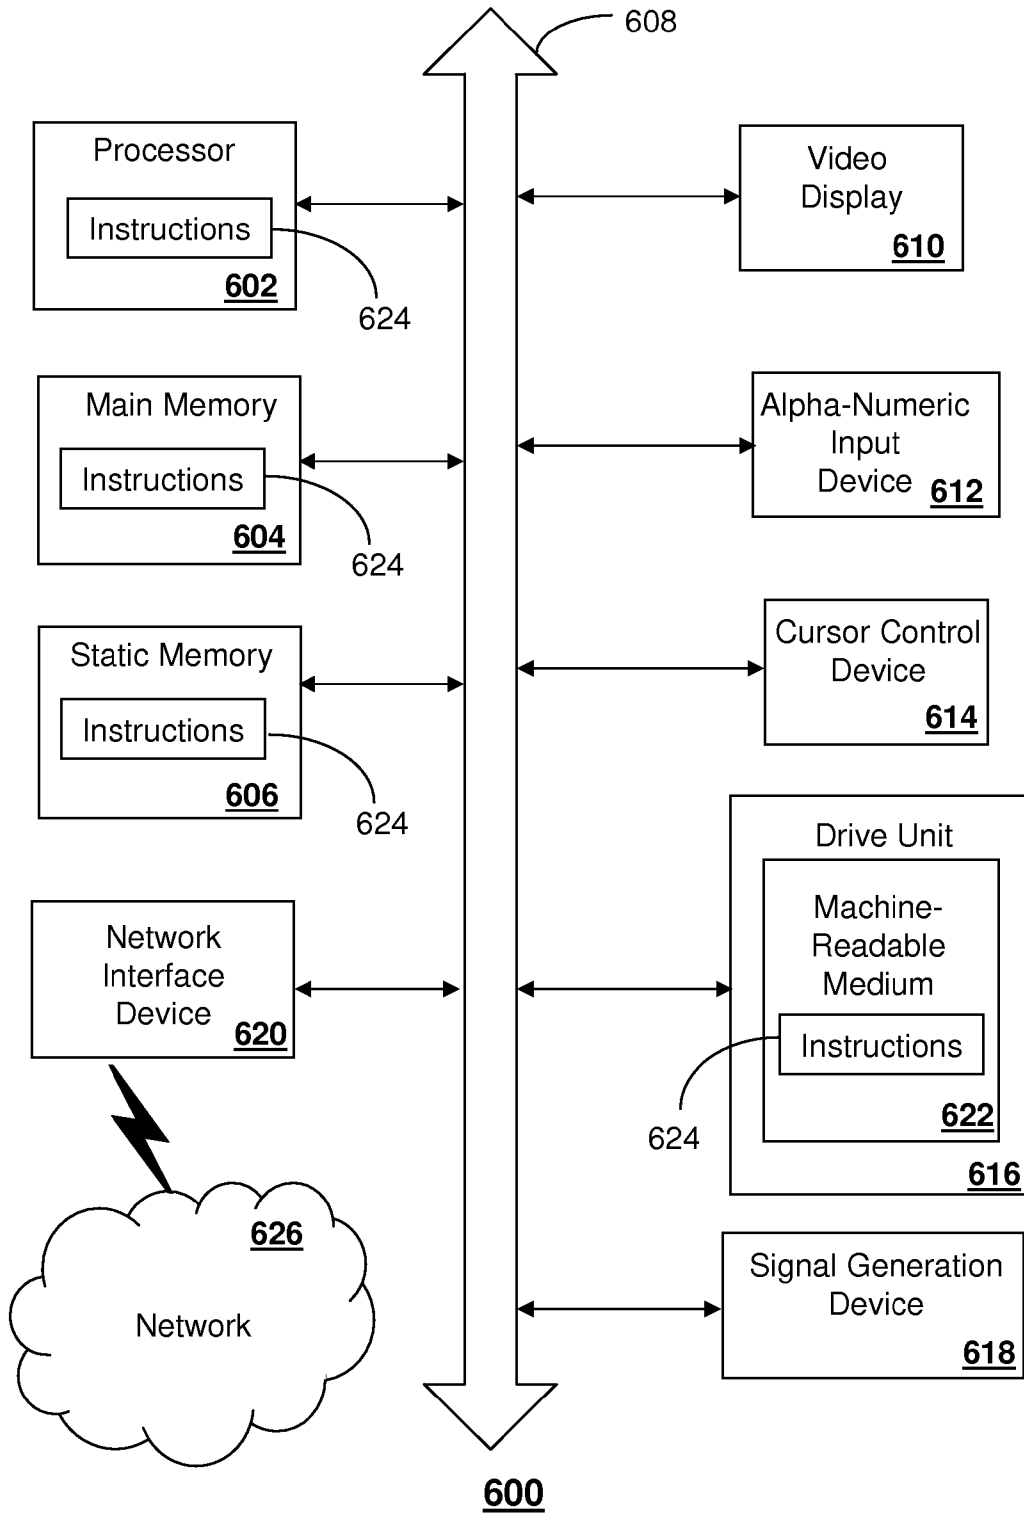 608
Processor
Instructions
602
624
Video
Display
610
Main Memory
Instructions
604
624
Alpha-Numeric
Input
Device
612
Static Memory
Instructions
606
624
Cursor Control
Device
614
Network
Interface
Device
620
Drive Unit
Machine-
Readable
Medium
Instructions
624
622
616
626
Network
Signal Generation
Device
618
600